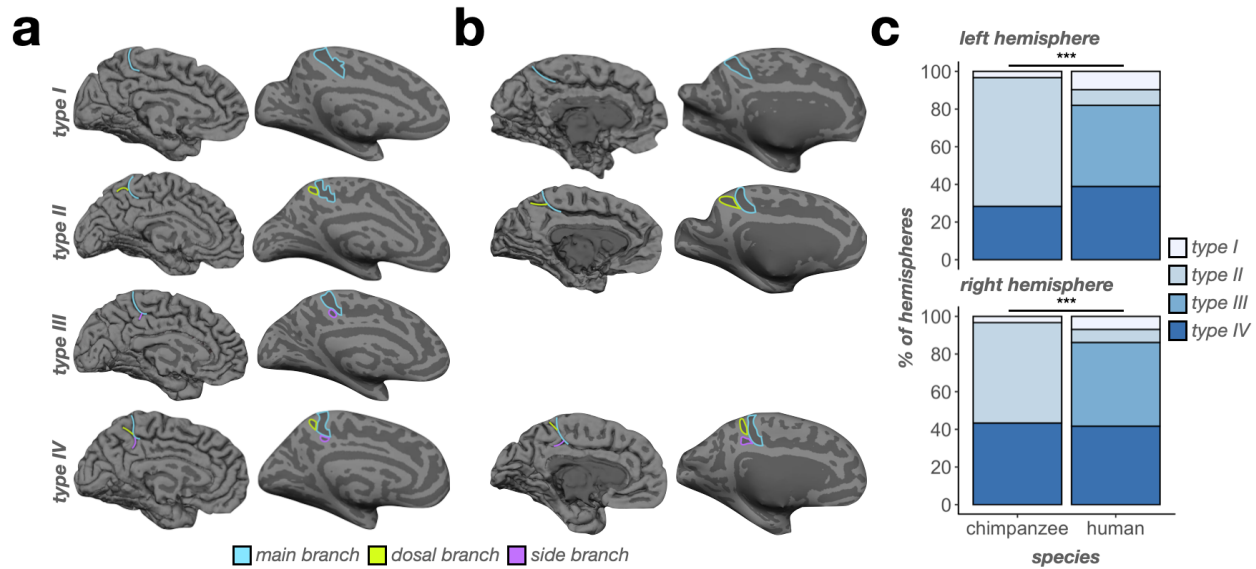 a
b
c
type I
type II
type III
type IV
main branch
dosal branch
side branch
left hemisphere
***
100
80
60
40
20
0
% of hemispheres
right hemisphere
***
100
80
60
40
20
0
chimpanzee
human
species
type I
type II
type III
type IV